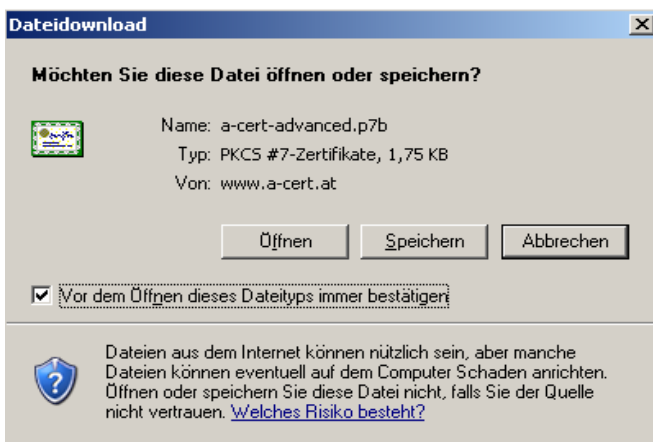 Dateidownload
Möchten Sie diese Datei öffnen oder speichern?
Name: a-cert-advanced.p7b
Typ: PKCS #7-Zertifikate, 1,75 KB
Von: www.a-cert.at
Öffnen Speichern Abbrechen
Vor dem Öffnen dieses Dateityps immer bestätigen
Dateien aus dem Internet können nützlich sein, aber manche
Dateien können eventuell auf dem Computer Schaden anrichten.
Öffnen oder speichern Sie diese Datei nicht, falls Sie der Quelle
nicht vertrauen. Welches Risiko besteht?